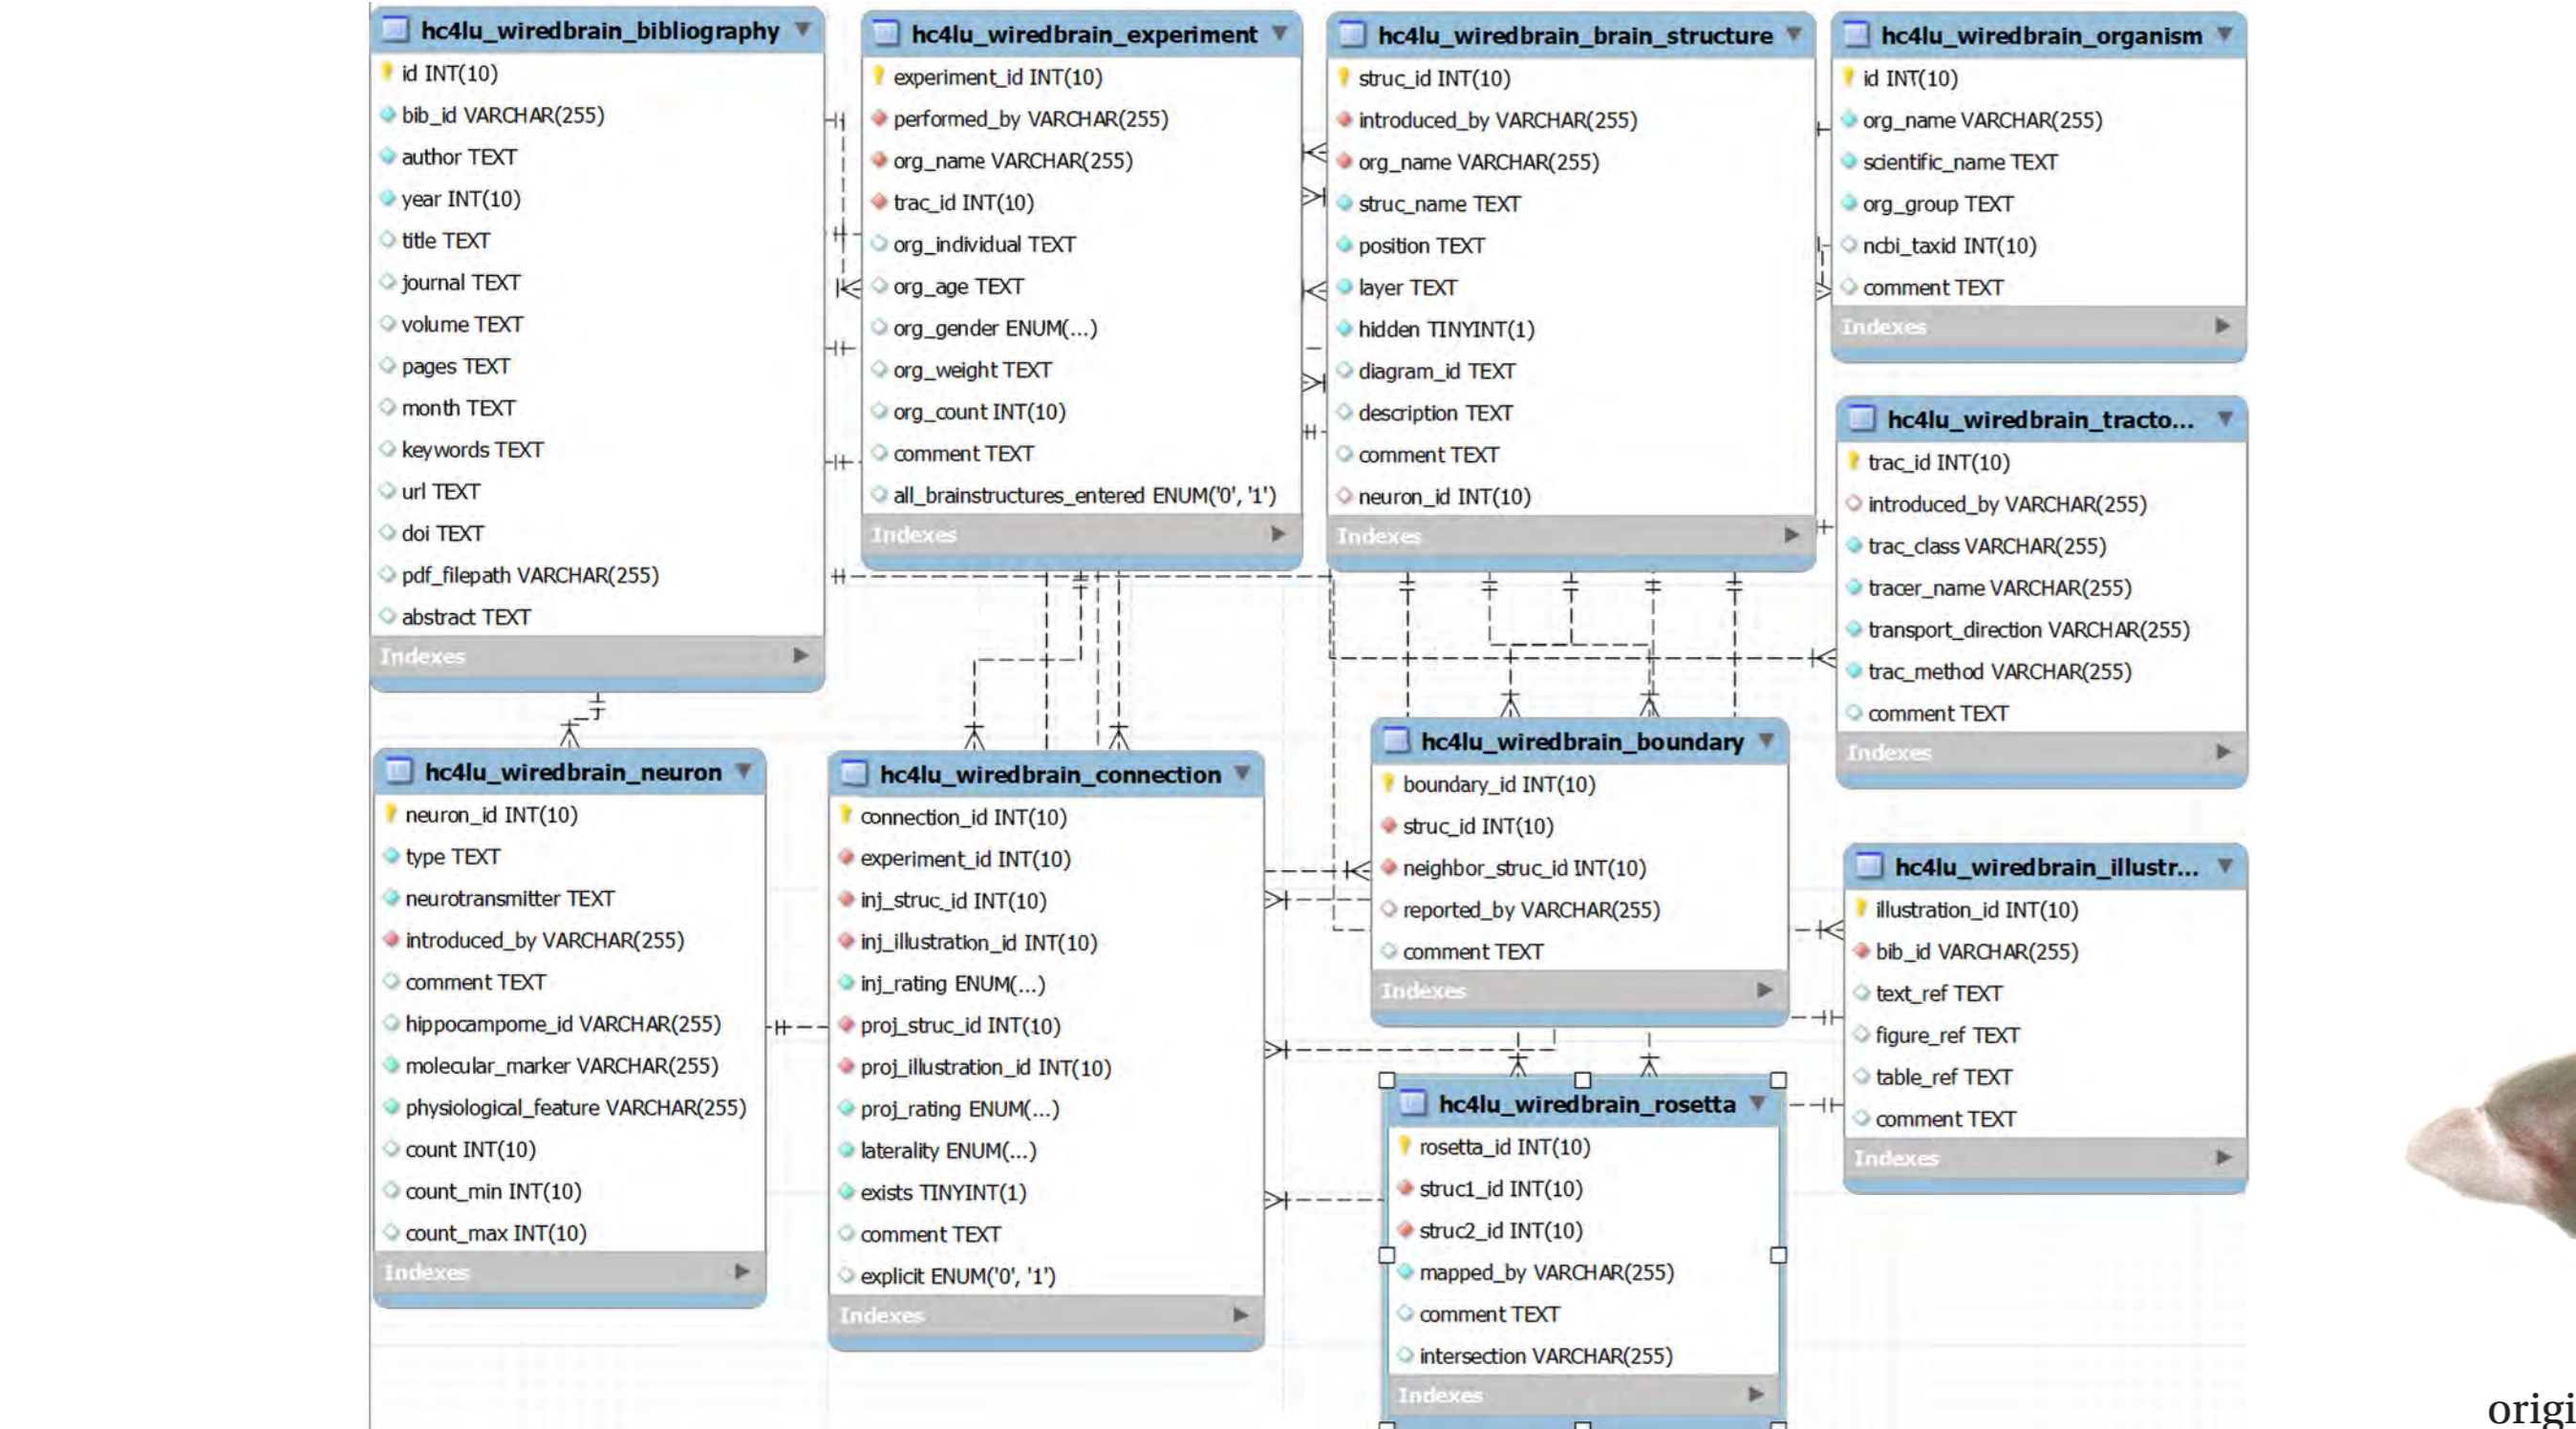 hc4lu_wiredbrain_bibliography
id INT(10)
bib_id VARCHAR(255)
author TEXT
year INT(10)
title TEXT
journal TEXT
volume TEXT
pages TEXT
month TEXT
keywords TEXT
url TEXT
doi TEXT
pdf_filepath VARCHAR(255)
abstract TEXT
Indexes
hc4lu_wiredbrain_experiment
experiment_id INT(10)
performed_by VARCHAR(255)
org_name VARCHAR(255)
trac_id INT(10)
org_individual TEXT
org_age TEXT
org_gender ENUM(...)
org_weight TEXT
org_count INT(10)
comment TEXT
all_brainstructures_entered ENUM('0', '1')
Indexes
hc4lu_wiredbrain_brain_structure
struc_id INT(10)
introduced_by VARCHAR(255)
org_name VARCHAR(255)
struc_name TEXT
position TEXT
layer TEXT
hidden TINYINT(1)
diagram_id TEXT
description TEXT
comment TEXT
neuron_id INT(10)
Indexes
hc4lu_wiredbrain_organism
id INT(10)
org_name VARCHAR(255)
scientific_name TEXT
org_group TEXT
ncbi_taxid INT(10)
comment TEXT
Indexes
hc4lu_wiredbrain_tracto...
trac_id INT(10)
introduced_by VARCHAR(255)
trac_class VARCHAR(255)
tracer_name VARCHAR(255)
transport_direction VARCHAR(255)
trac_method VARCHAR(255)
comment TEXT
Indexes
hc4lu_wiredbrain_neuron
neuron_id INT(10)
type TEXT
neurotransmitter TEXT
introduced_by VARCHAR(255)
comment TEXT
hippocampome_id VARCHAR(255)
molecular_marker VARCHAR(255)
physiological_feature VARCHAR(255)
count INT(10)
count_min INT(10)
count_max INT(10)
Indexes
hc4lu_wiredbrain_connection
connection_id INT(10)
experiment_id INT(10)
inj_struc_id INT(10)
inj_illustration_id INT(10)
inj_rating ENUM(...)
proj_struc_id INT(10)
proj_illustration_id INT(10)
proj_rating ENUM(...)
laterality ENUM(...)
exists TINYINT(1)
comment TEXT
explicit ENUM('0', '1')
Indexes
hc4lu_wiredbrain_boundary
boundary_id INT(10)
struc_id INT(10)
neighbor_struc_id INT(10)
reported_by VARCHAR(255)
comment TEXT
Indexes
hc4lu_wiredbrain_illustr...
illustration_id INT(10)
bib_id VARCHAR(255)
text_ref TEXT
figure_ref TEXT
table_ref TEXT
comment TEXT
Indexes
hc4lu_wiredbrain_rosetta
rosetta_id INT(10)
struc1_id INT(10)
struc2_id INT(10)
mapped_by VARCHAR(255)
comment TEXT
intersection VARCHAR(255)
Indexes
origi